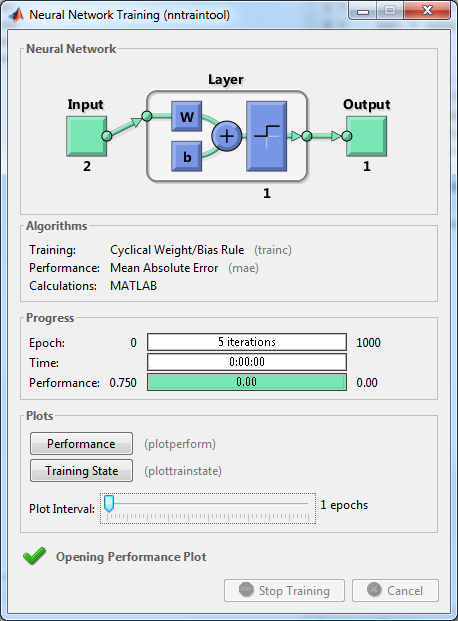 Neural Network Training (nntraintool)
Neural Network
Layer
Input
Output
W
b
+
2
1
1
Algorithms
Training: Cyclical Weight/Bias Rule (trainc)
Performance: Mean Absolute Error (mae)
Calculations: MATLAB
Progress
Epoch: 0 5 iterations 1000
Time: 0:00:00
Performance: 0.750 0.00 0.00
Plots
Performance (plotperform)
Training State (plottrainstate)
Plot Interval: 1 epochs
Opening Performance Plot
Stop Training Cancel